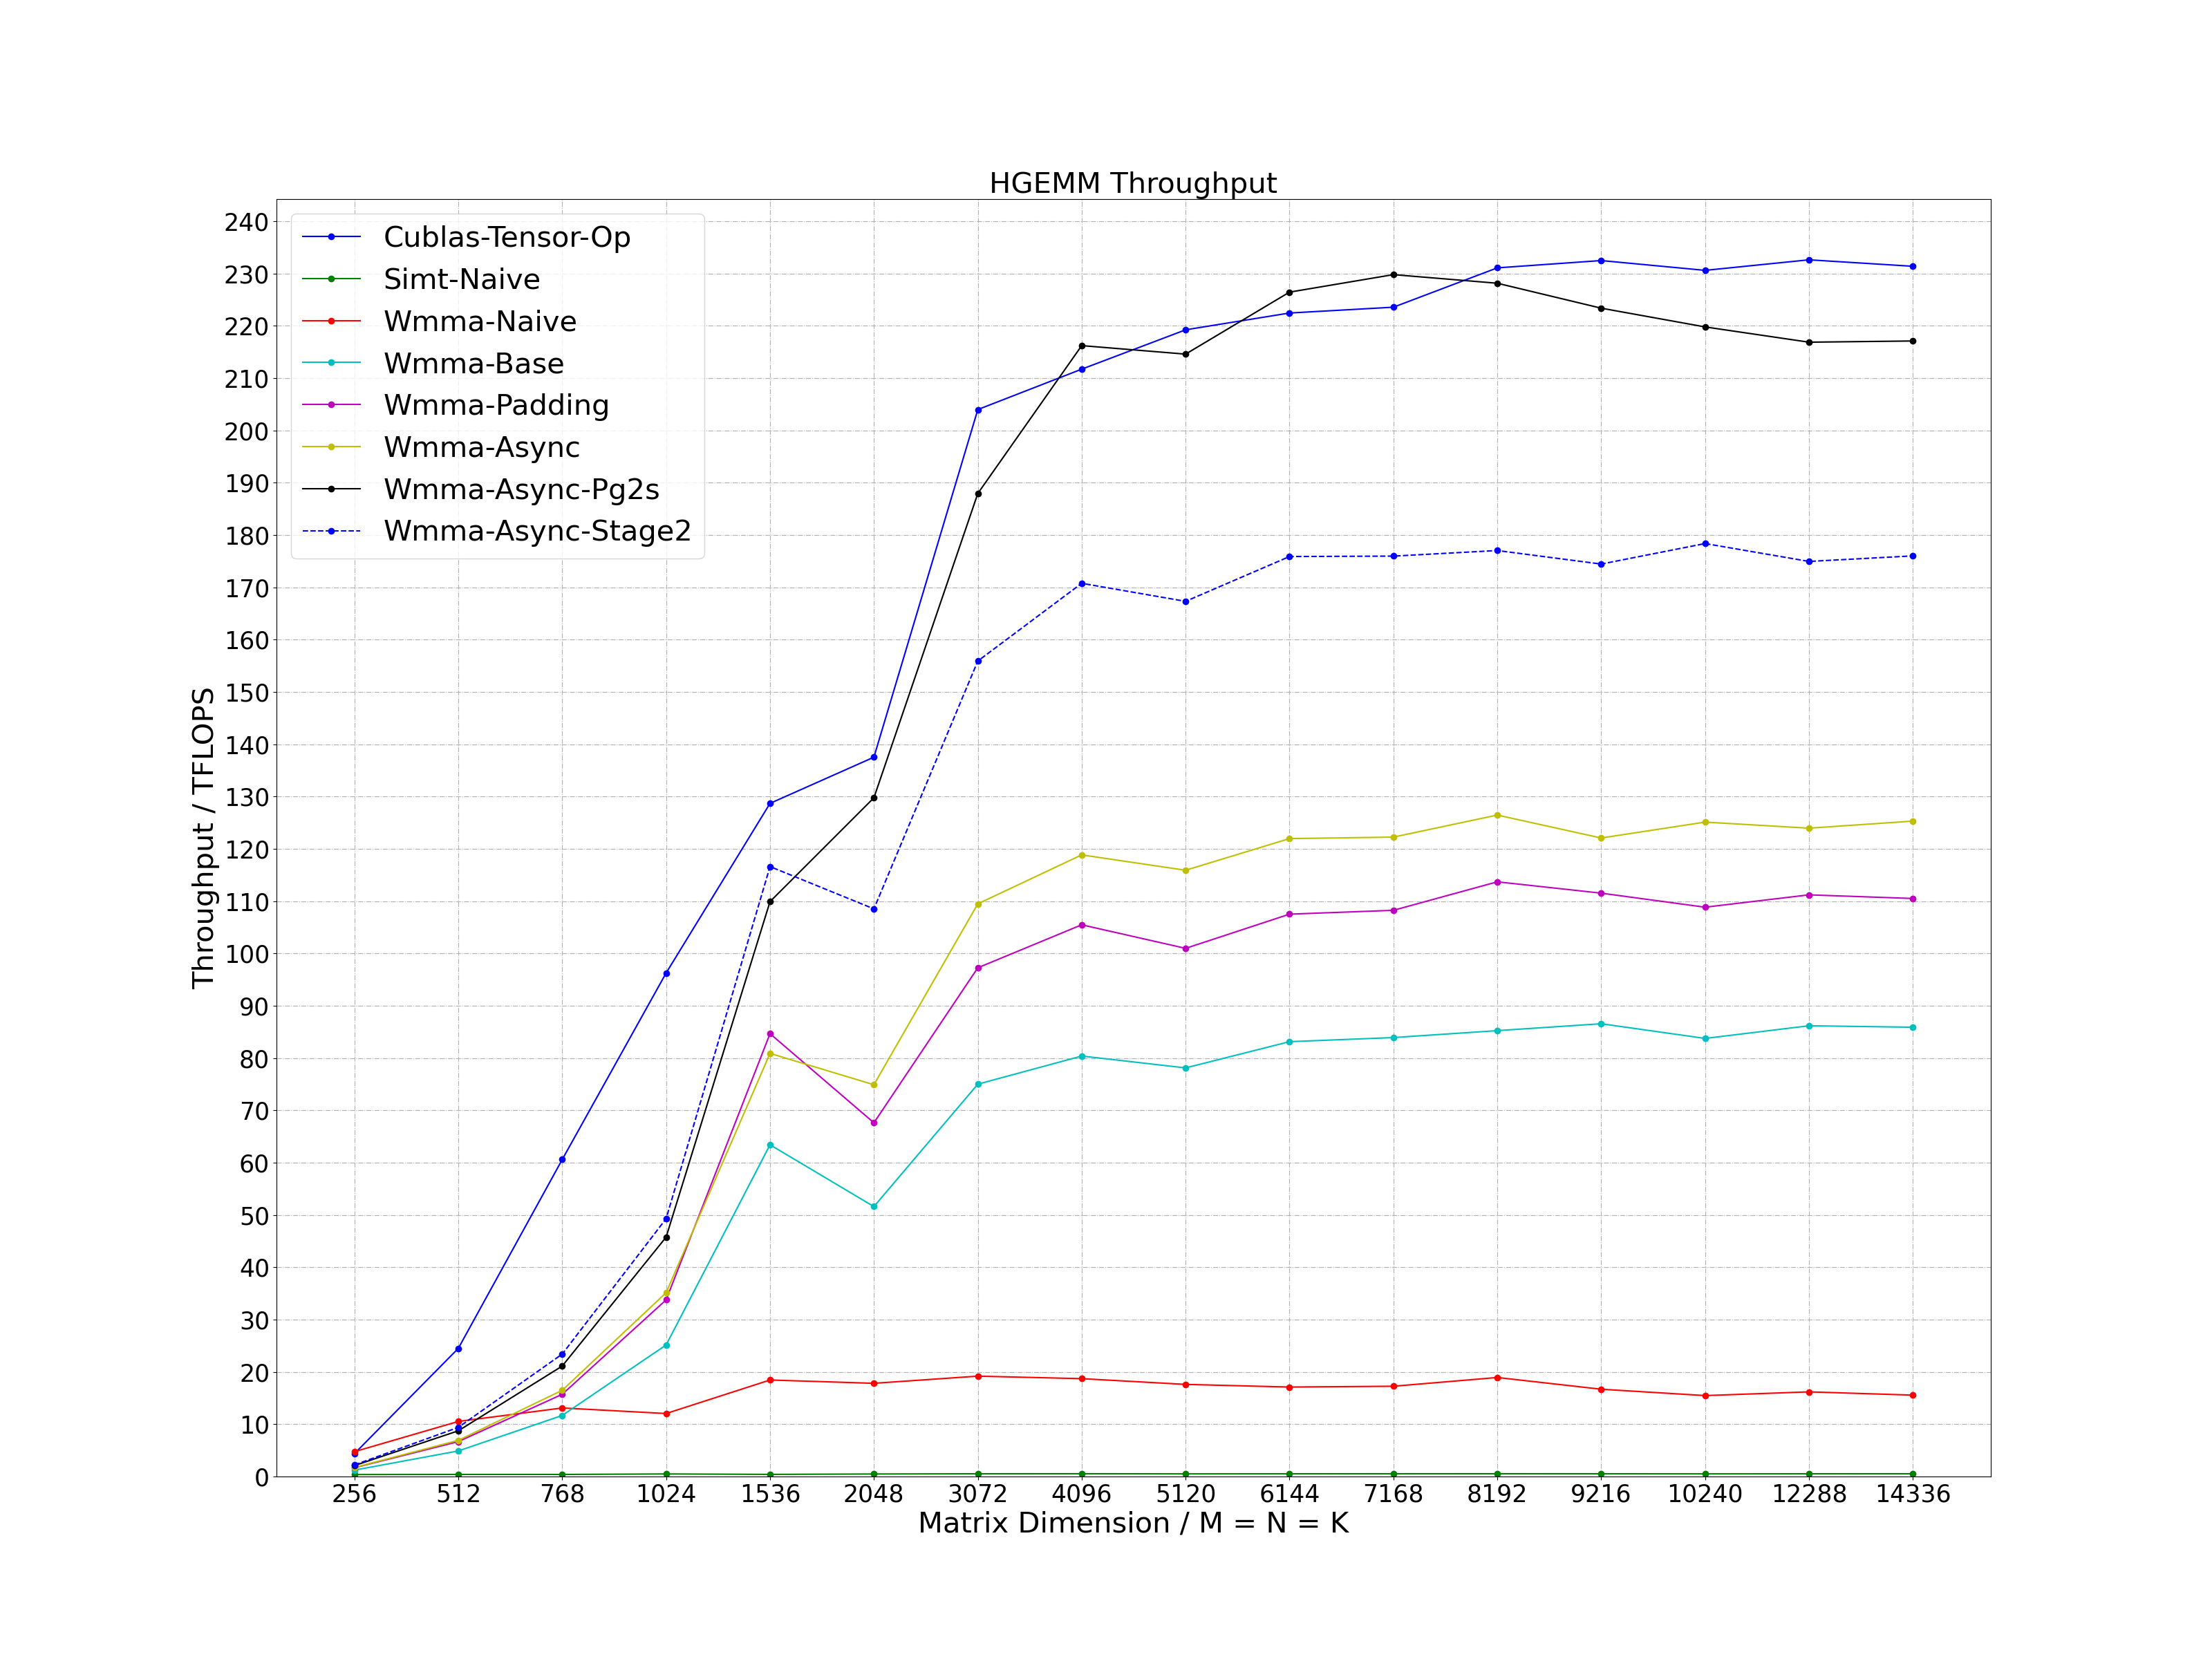 HGEMM Throughput
240
230
220
210
200
190
180
170
160
150
140
130
120
110
100
90
80
70
60
50
40
30
20
10
0
Throughput / TFLOPS
Cublas-Tensor-Op
Simt-Naive
Wmma-Naive
Wmma-Base
Wmma-Padding
Wmma-Async
Wmma-Async-Pg2s
Wmma-Async-Stage2
256 512 768 1024 1536 2048 3072 4096 5120 6144 7168 8192 9216 10240 12288 14336
Matrix Dimension / M = N = K